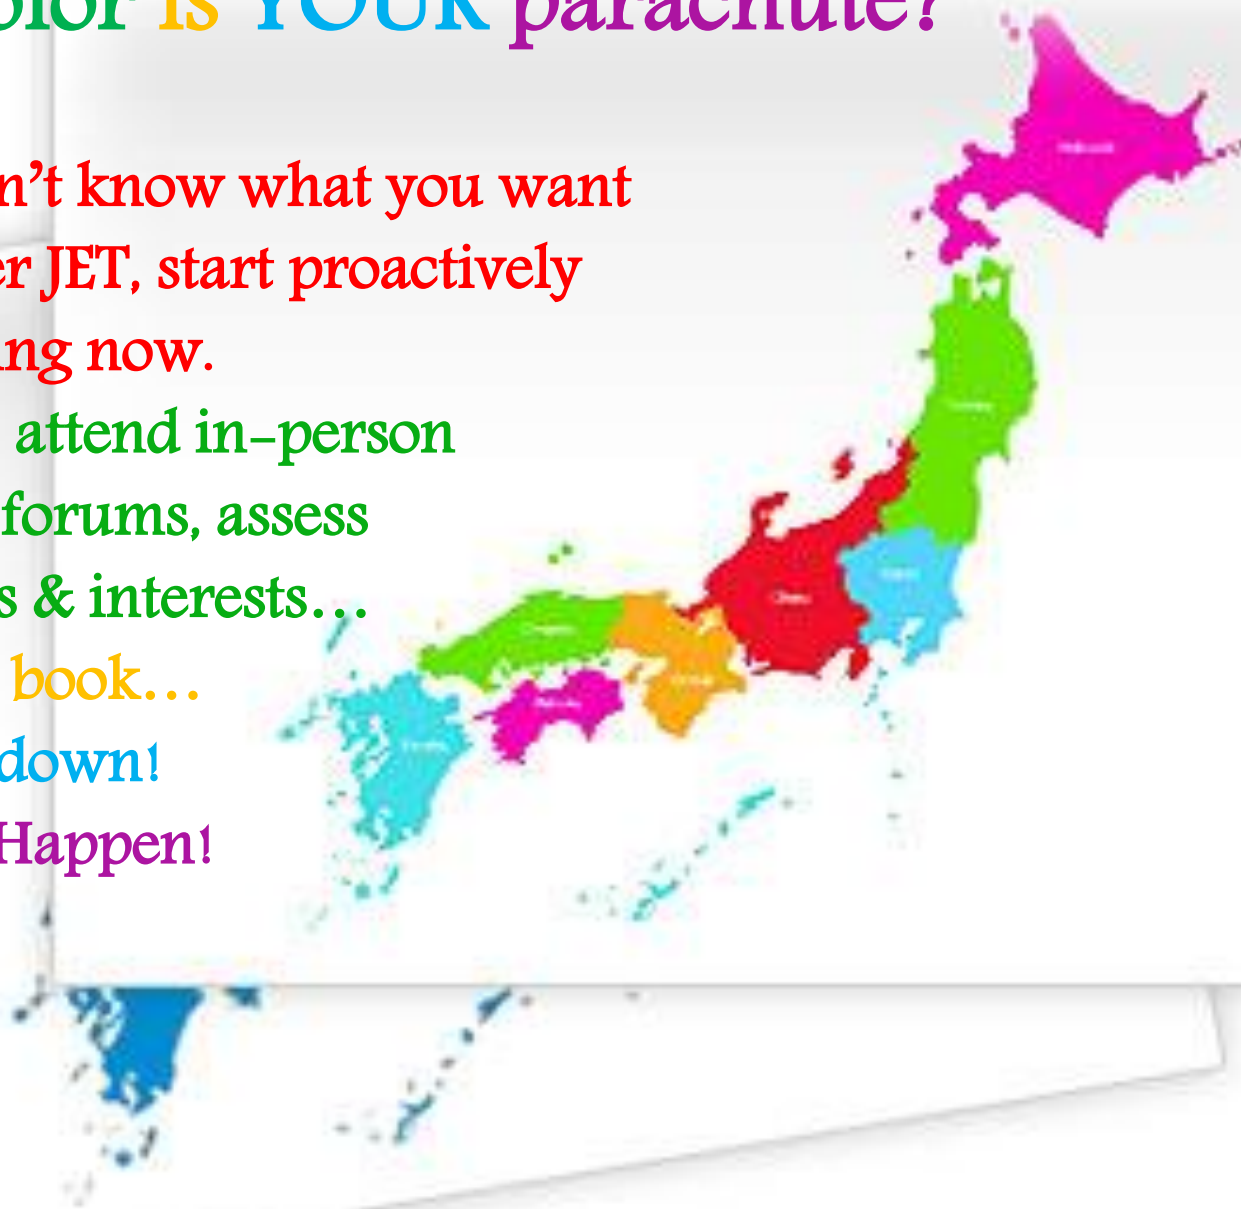 olor is YOUR parachute?
n't know what you want
er JET, start proactively
ing now.
attend in-person
forums, assess
s & interests…
book…
down!
Happen!